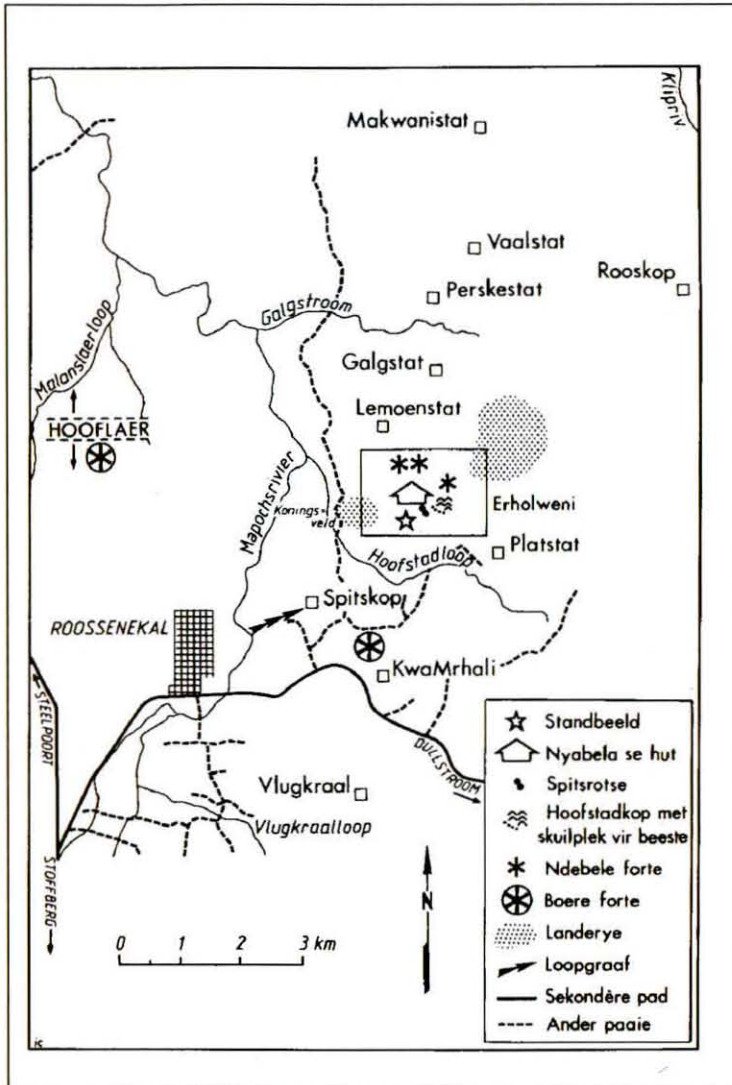 Klipriv.
Makwanistat
Vaalstat
Rooskop
Perskestat
Galgstroom
Malanslaerloop
Galgstat
Lemoenstat
HOOFLAER
Mapochsrivier
Konings-
veld
Erholweni
Hoofstadloop
Platstat
Spitskop
ROOSSENEKAL
KwaMrhali
STEELPOORT
DULLSTROOM
Vlugkraal
Vlugkraalloop
STOFFBERG
N
0 1 2 3 km
Standbeeld
Nyabela se hut
Spitsrotse
Hoofstadkop met
skuilplek vir beeste
Ndebele forte
Boere forte
Landerye
Loopgraaf
Sekondêre pad
Ander paaie